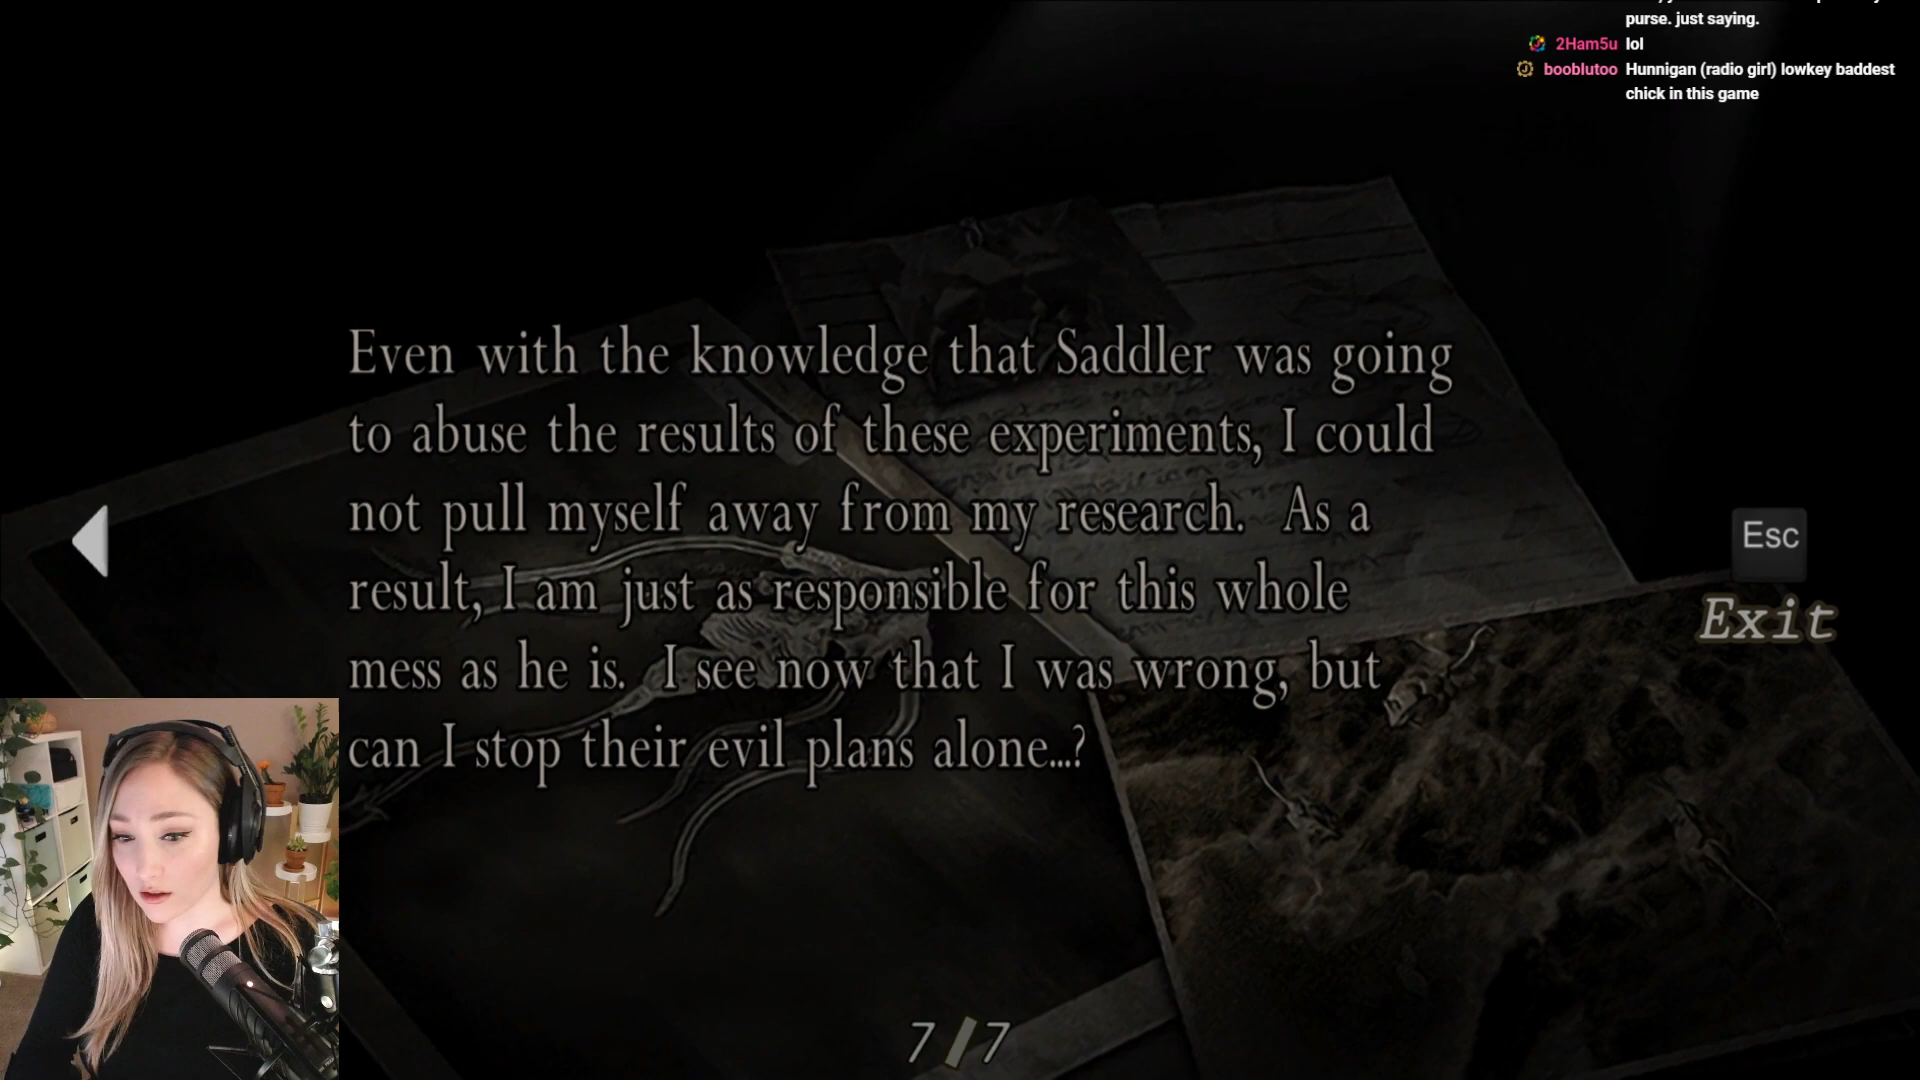 purse. just saying.
2Ham5u lol
booblutoo Hunnigan (radio girl) lowkey baddest
chick in this game
Even with the knowledge that Saddler was going
to abuse the results of these experiments, I could
not pull myself away from my research. As a
result, I am just as responsible for this whole
mess as he is. I see now that I was wrong, but
can I stop their evil plans alone...?
Esc
Exit
7/7